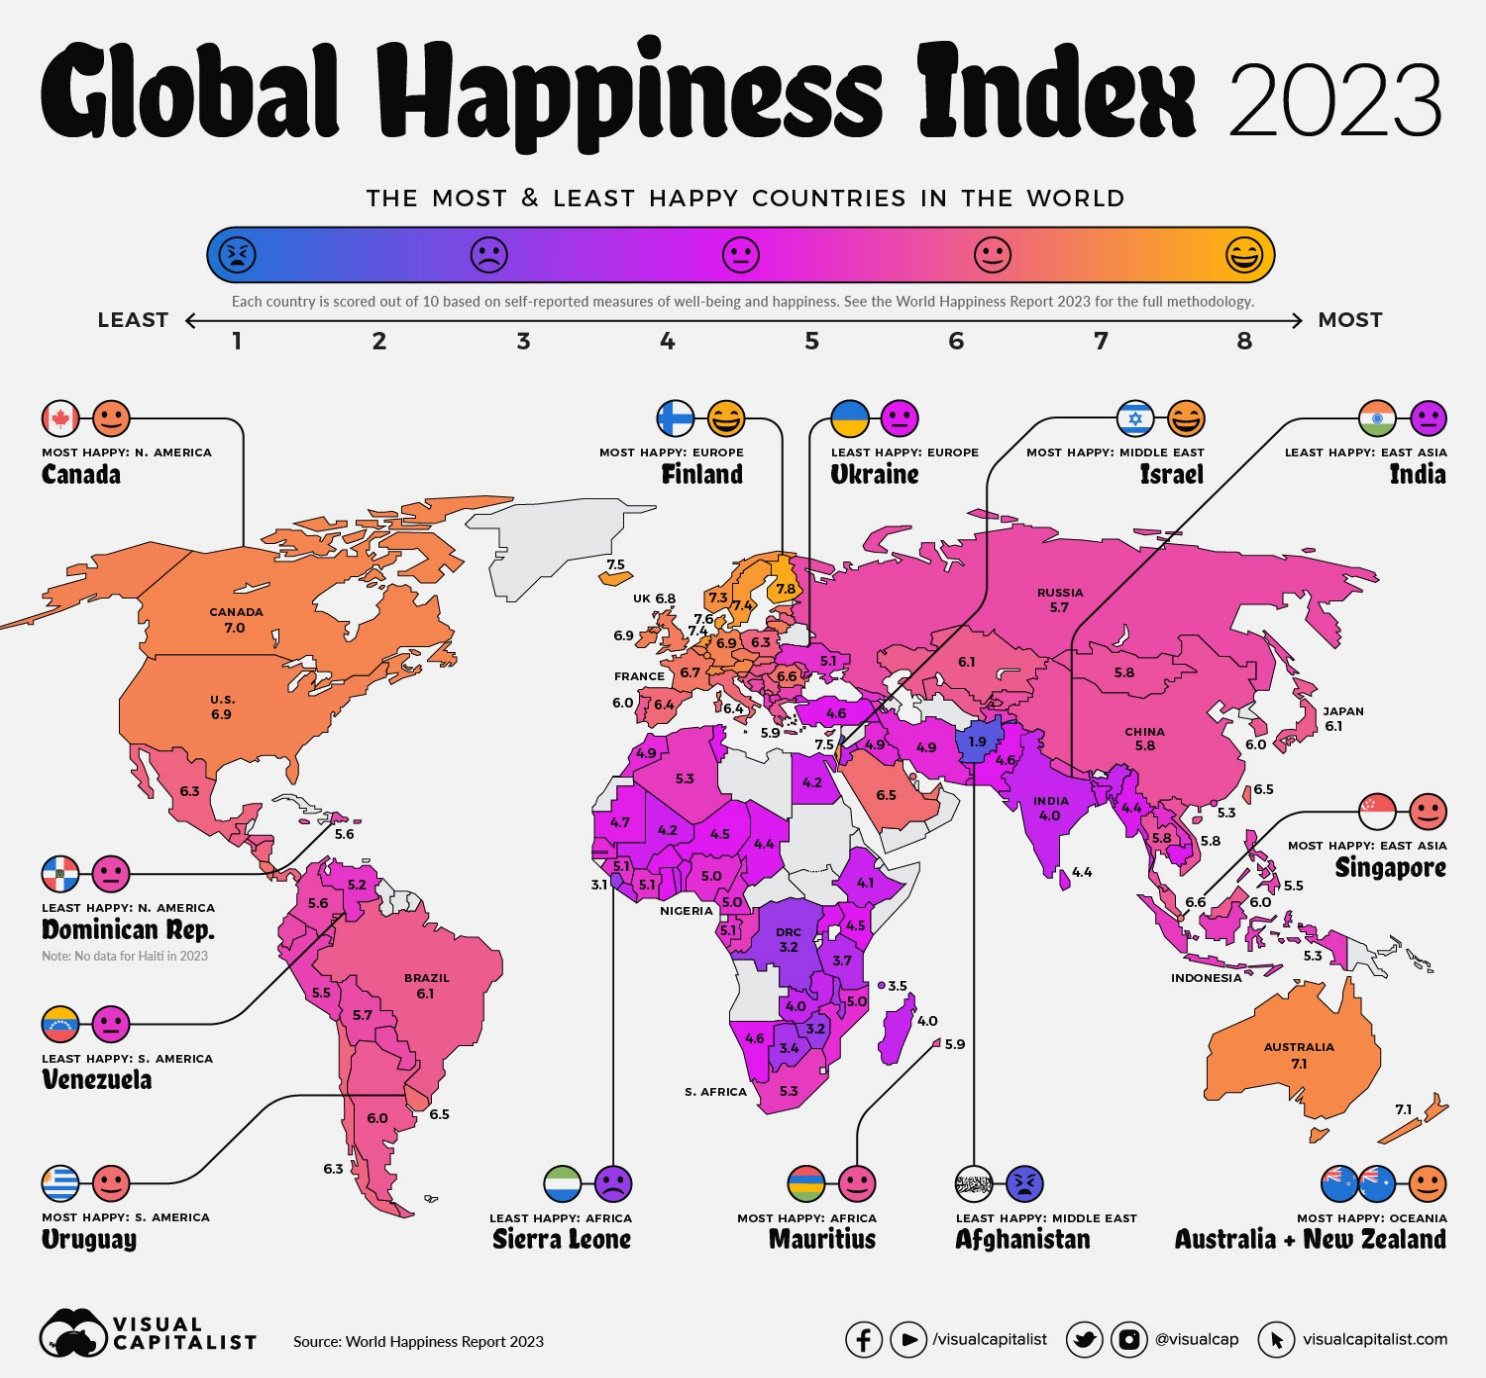 Global Happiness Index 2023
THE MOST & LEAST HAPPY COUNTRIES IN THE WORLD
Each country is scored out of 10 based on self-reported measures of well-being and happiness. See the World Happiness Report 2023 for the full methodology.
LEAST
MOST
1 2 3 4 5 6 7 8
MOST HAPPY: N. AMERICA
Canada
MOST HAPPY: EUROPE
Finland
LEAST HAPPY: EUROPE
Ukraine
MOST HAPPY: MIDDLE EAST
Israel
LEAST HAPPY: EAST ASIA
India
CANADA
7.0
U.S.
6.9
6.3
5.6
7.5
UK 6.8
6.9
7.6
7.4
7.3
7.4
7.8
6.9
6.3
FRANCE
6.7
6.6
5.1
6.0
6.4
6.4
5.9
4.6
7.5
RUSSIA
5.7
6.1
5.8
CHINA
5.8
JAPAN
6.1
6.0
1.9
4.9
4.9
4.6
6.5
INDIA
4.0
4.4
4.4
5.8
5.8
6.5
5.3
5.5
6.6
6.0
5.3
INDONESIA
MOST HAPPY: EAST ASIA
Singapore
4.9
5.3
4.2
4.7
4.2
4.5
4.4
5.1
3.1
5.1
5.0
NIGERIA
5.0
5.1
4.1
4.5
DRC
3.2
3.7
4.0
5.0
3.5
4.0
5.9
4.6
3.4
3.2
S. AFRICA
5.3
LEAST HAPPY: N. AMERICA
Dominican Rep.
Note: No data for Haiti in 2023
5.2
5.6
BRAZIL
6.1
5.5
5.7
6.0
6.5
6.3
LEAST HAPPY: S. AMERICA
Venezuela
MOST HAPPY: S. AMERICA
Uruguay
AUSTRALIA
7.1
7.1
LEAST HAPPY: AFRICA
Sierra Leone
MOST HAPPY: AFRICA
Mauritius
LEAST HAPPY: MIDDLE EAST
Afghanistan
MOST HAPPY: OCEANIA
Australia + New Zealand
VISUAL
CAPITALIST
Source: World Happiness Report 2023
/visualcapitalist
@visualcap
visualcapitalist.com